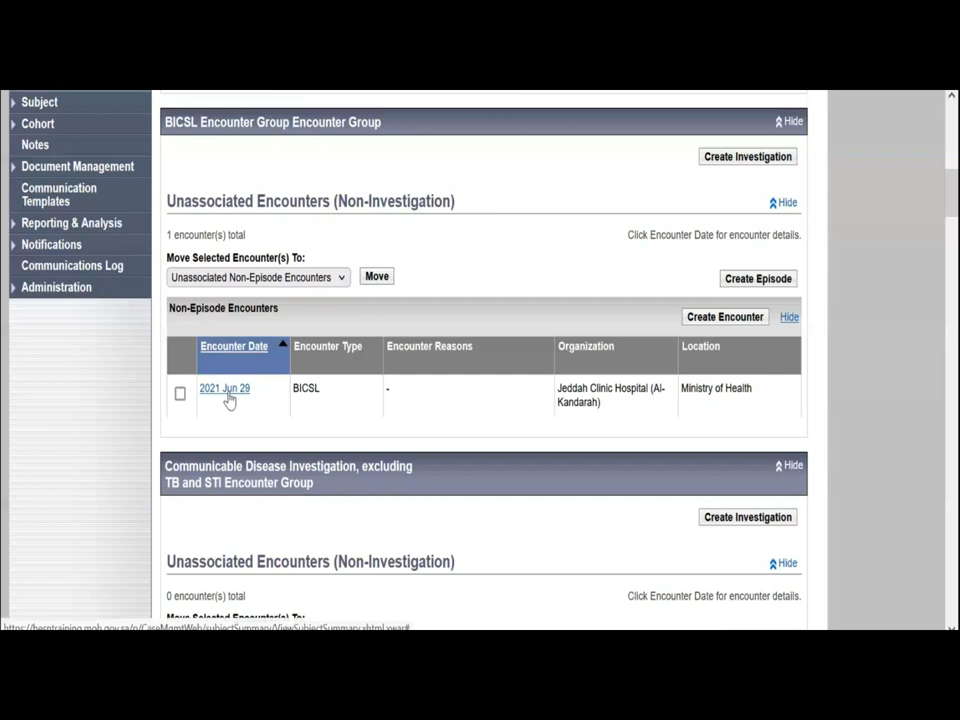 Subject
Cohort
Notes
Document Management
Communication
Templates
Reporting & Analysis
Notifications
Communications Log
Administration
BICSL Encounter Group Encounter Group
Hide
Create Investigation
Unassociated Encounters (Non-Investigation)
Hide
1 encounter(s) total
Click Encounter Date for encounter details.
Move Selected Encounter(s) To:
Unassociated Non-Episode Encounters
Move
Create Episode
Non-Episode Encounters
Create Encounter
Hide
Encounter Date
Encounter Type
Encounter Reasons
Organization
Location
2021 Jun 29
BICSL
-
Jeddah Clinic Hospital (Al-
Kandarah)
Ministry of Health
Communicable Disease Investigation, excluding
TB and STI Encounter Group
Hide
Create Investigation
Unassociated Encounters (Non-Investigation)
Hide
0 encounter(s) total
Click Encounter Date for encounter details.
Move Selected Encounter(s) To: